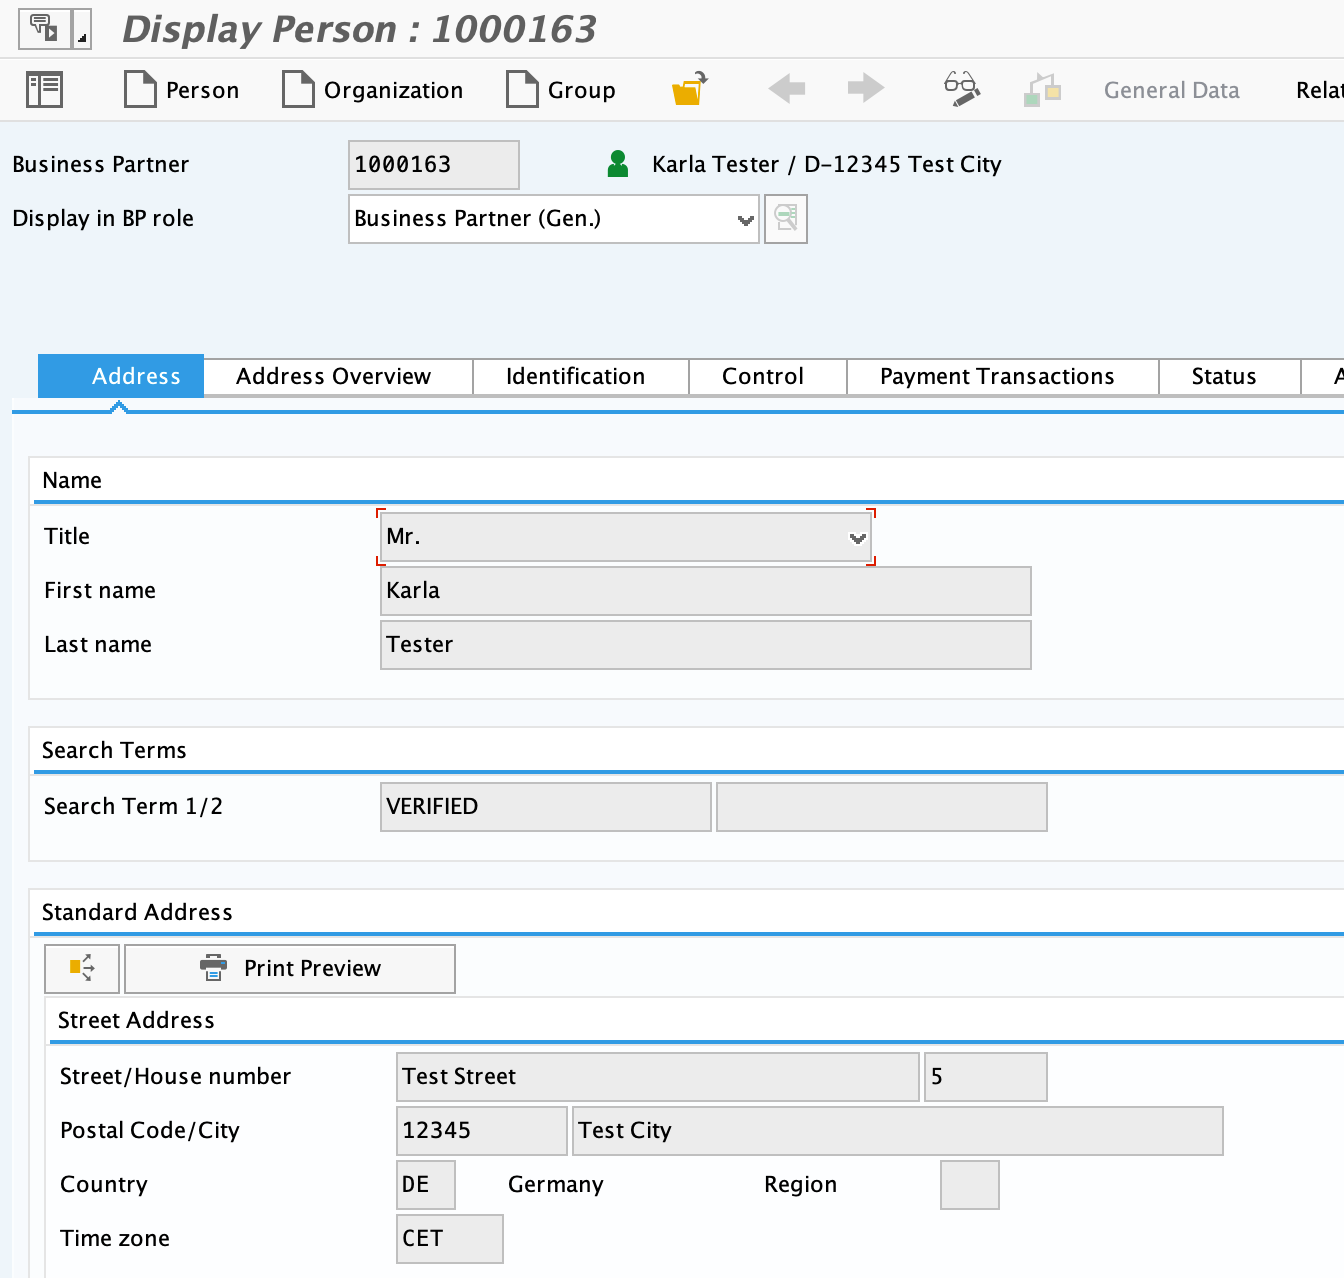 Display Person : 1000163
Person Organization Group General Data Relat
Business Partner 1000163 Karla Tester / D-12345 Test City
Display in BP role Business Partner (Gen.)
Address Address Overview Identification Control Payment Transactions Status A
Name
Title Mr.
First name Karla
Last name Tester
Search Terms
Search Term 1/2 VERIFIED
Standard Address
Print Preview
Street Address
Street/House number Test Street 5
Postal Code/City 12345 Test City
Country DE Germany Region
Time zone CET